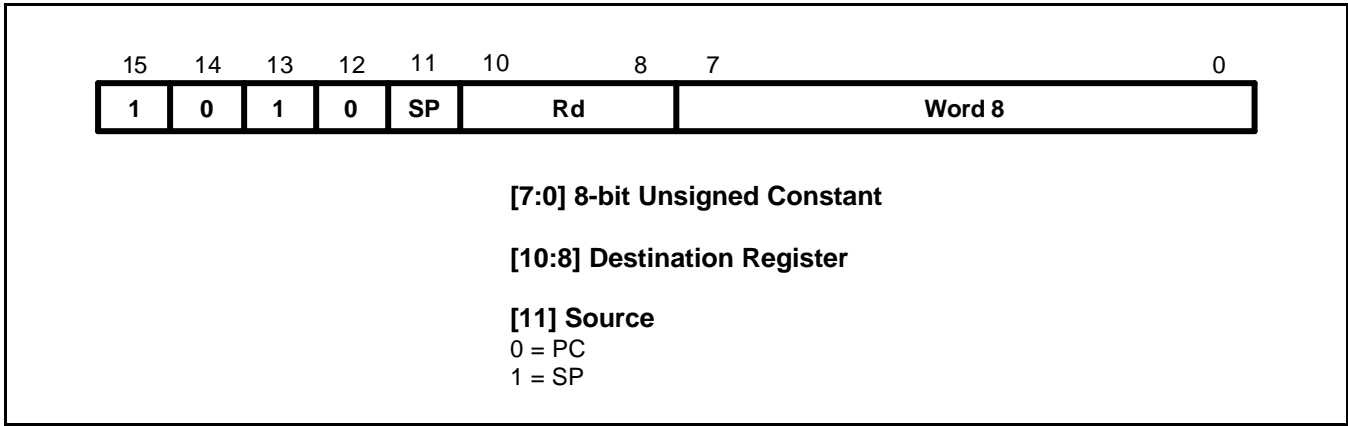 15 14 13 12 11 10 8 7 0
1 0 1 0 SP Rd Word 8
[7:0] 8-bit Unsigned Constant
[10:8] Destination Register
[11] Source
0 = PC
1 = SP